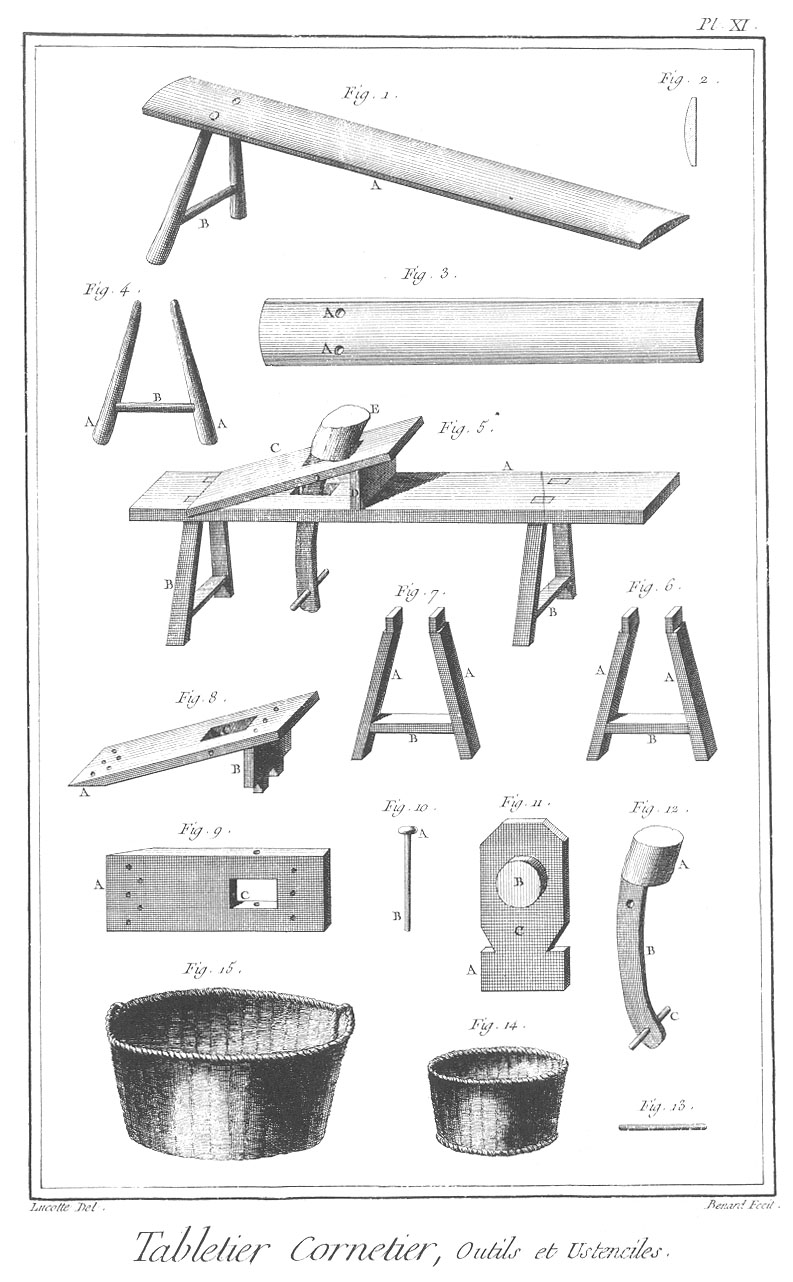 Pl. XI.
Fig. 1.
Fig. 2.
Q
A
B
Fig. 3.
Fig. 4.
A
A
B
A
A
Fig. 5.
E
C
A
D
B
B
Fig. 7.
Fig. 6.
A
A
A
A
B
B
Fig. 8.
B
A
Fig. 10.
Fig. 11.
Fig. 12.
Fig. 9.
A
A
A
B
C
B
C
B
A
Fig. 15.
C
Fig. 14.
Fig. 13.
Lucotte Del.
Benard Fecit.
Tabletier Cornetier, Outils et Ustenciles.